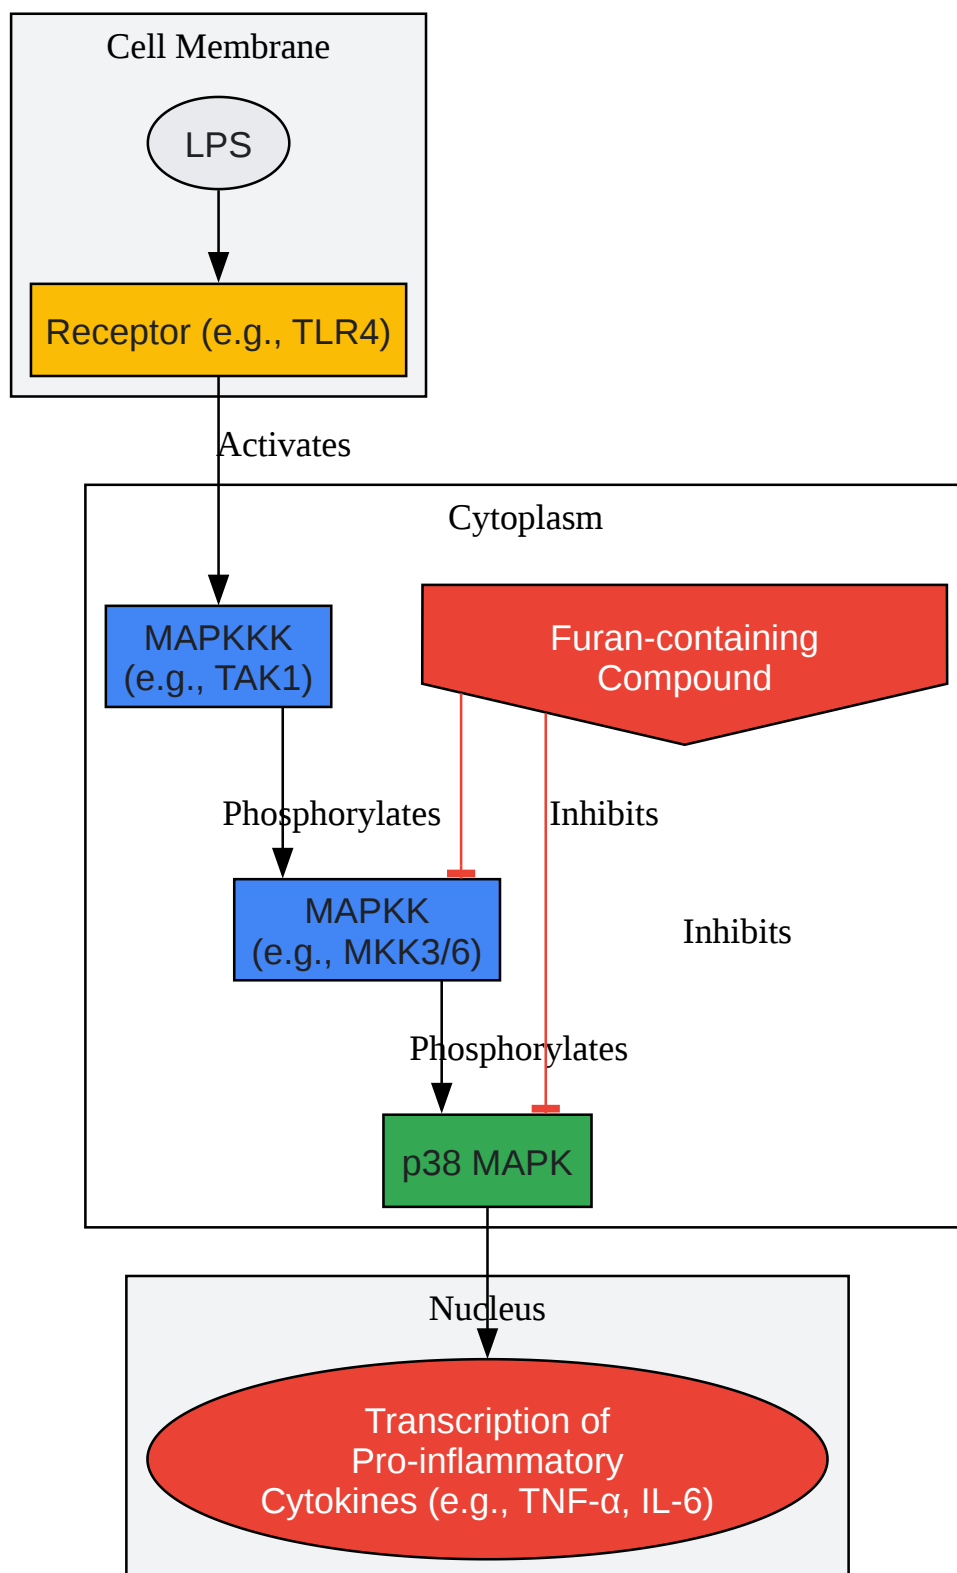 Cell Membrane
LPS
Receptor (e.g., TLR4)
Activates
Cytoplasm
MAPKKK
(e.g., TAK1)
Furan-containing
Compound
Phosphorylates
Inhibits
MAPKK
(e.g., MKK3/6)
Inhibits
Phosphorylates
p38 MAPK
Nucleus
Transcription of
Pro-inflammatory
Cytokines (e.g., TNF-α, IL-6)